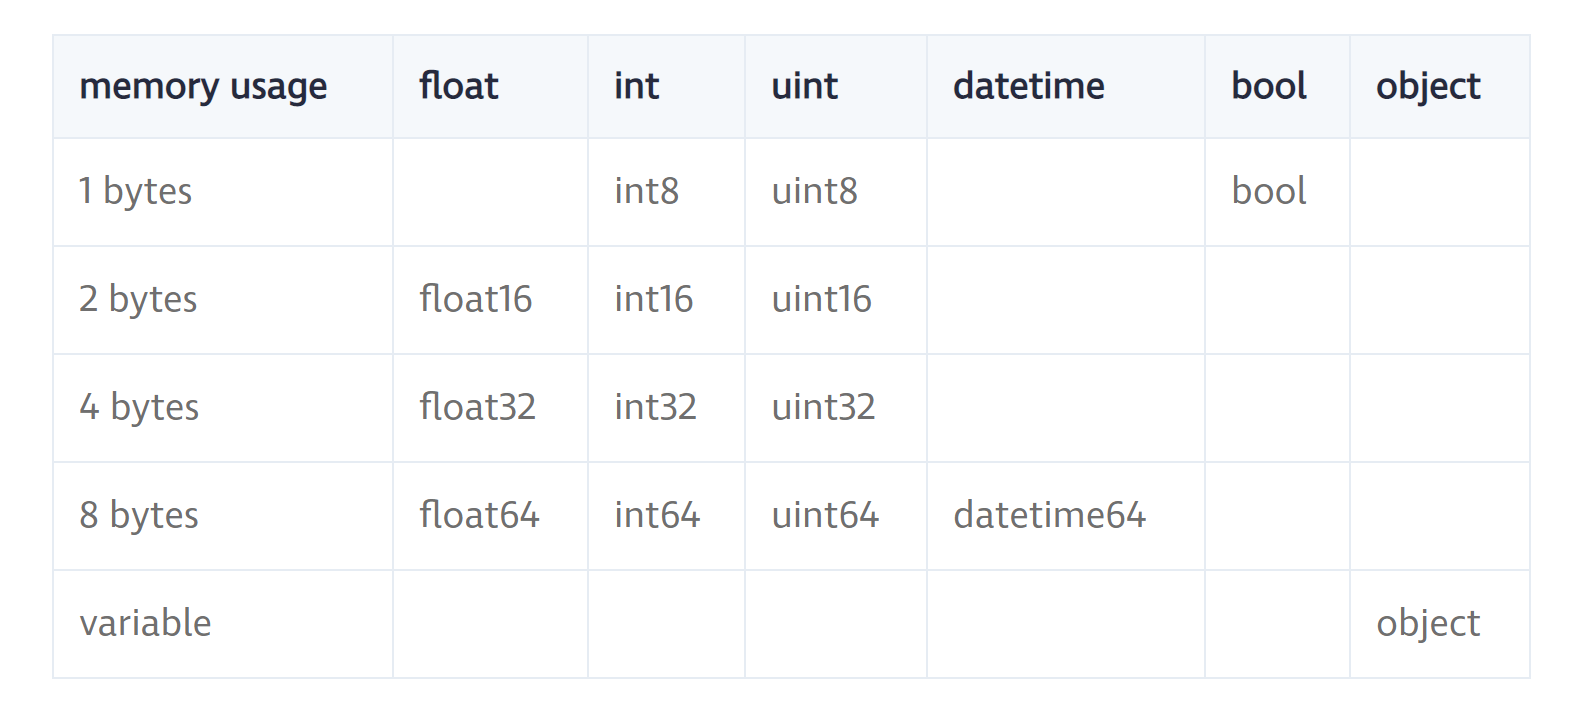 memory usage float int uint datetime bool object
1 bytes int8 uint8 bool
2 bytes float16 int16 uint16
4 bytes float32 int32 uint32
8 bytes float64 int64 uint64 datetime64
variable object